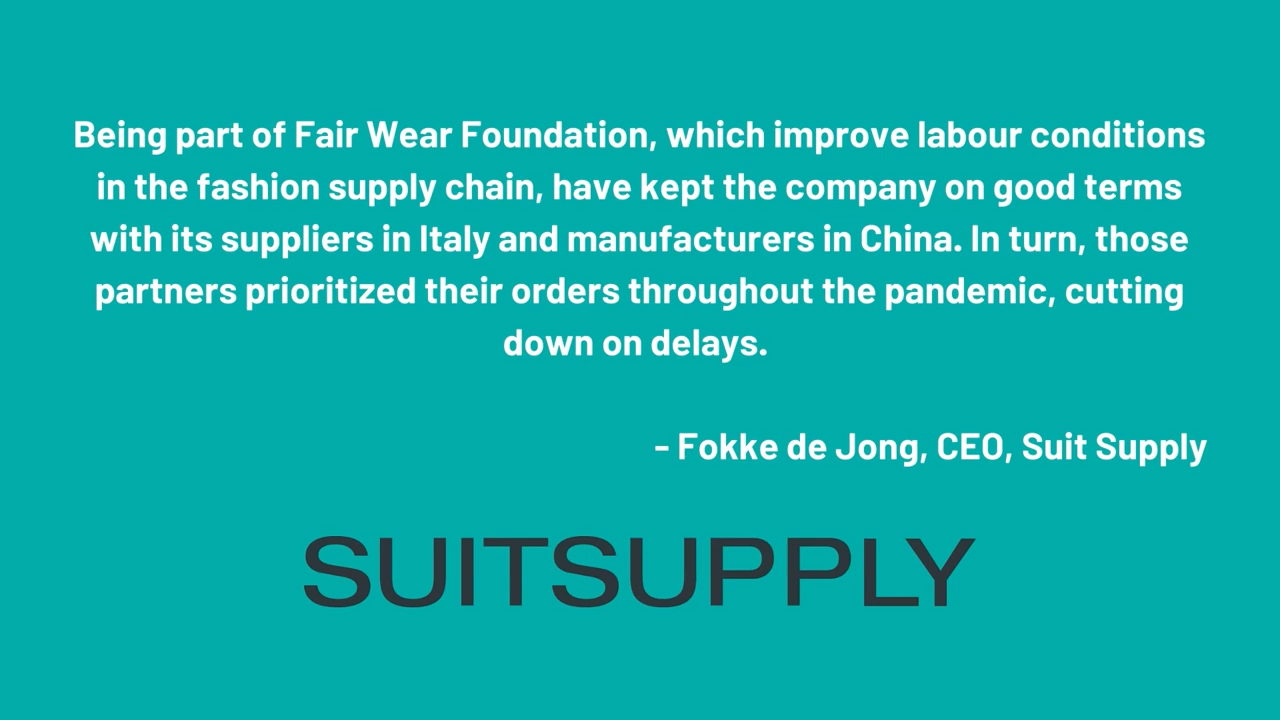 Being part of Fair Wear Foundation, which improve labour conditions
in the fashion supply chain, have kept the company on good terms
with its suppliers in Italy and manufacturers in China. In turn, those
partners prioritized their orders throughout the pandemic, cutting
down on delays.
- Fokke de Jong, CEO, Suit Supply
SUITSUPPLY